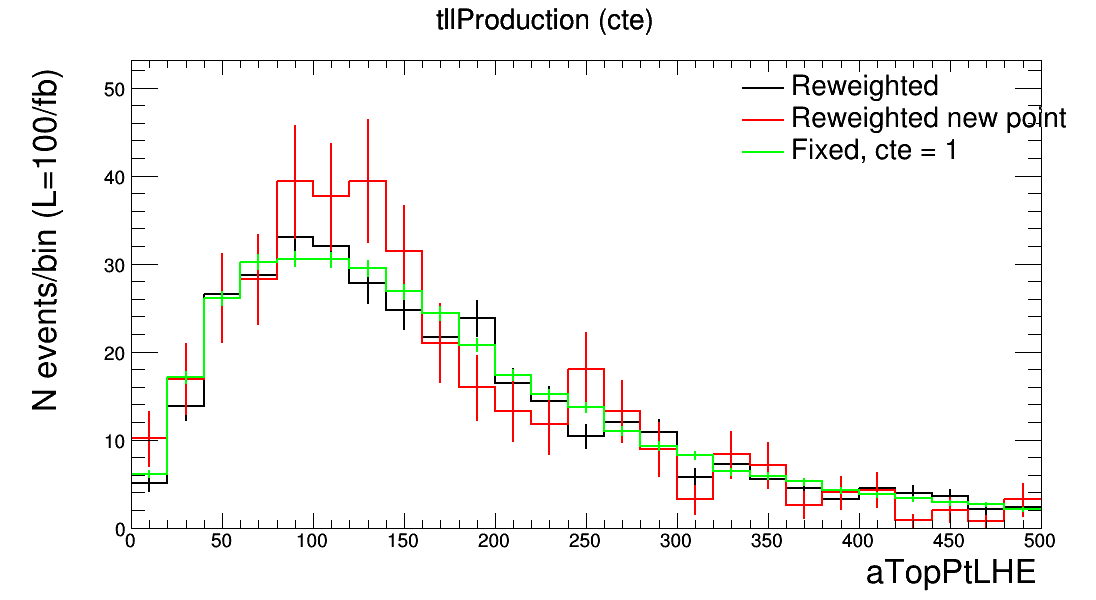 tllProduction (cte)
N events/bin (L=100/fb)
Reweighted
Reweighted new point
Fixed, cte = 1
50
40
30
20
10
0
0 50 100 150 200 250 300 350 400 450 500
aTopPtLHE